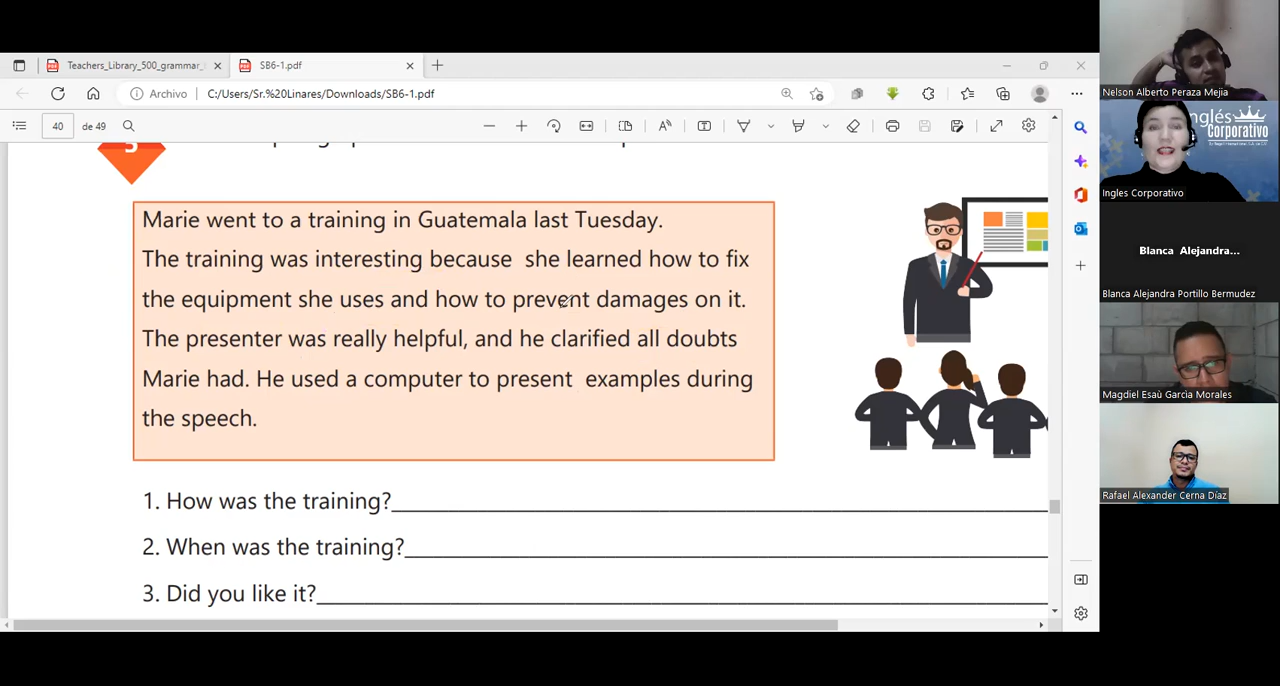 Teachers_Library_500_grammar_
SB6-1.pdf
Archivo
C:/Users/Sr.%20Linares/Downloads/SB6-1.pdf
40
de 49
Marie went to a training in Guatemala last Tuesday.
The training was interesting because she learned how to fix
the equipment she uses and how to prevent damages on it.
The presenter was really helpful, and he clarified all doubts
Marie had. He used a computer to present examples during
the speech.
1. How was the training?
2. When was the training?
3. Did you like it?
Nelson Alberto Peraza Mejia
Inglés
Corporativo
Ingles Corporativo
Blanca Alejandra...
Blanca Alejandra Portillo Bermudez
Magdiel Esaù Garcia Morales
Rafael Alexander Cerna Díaz